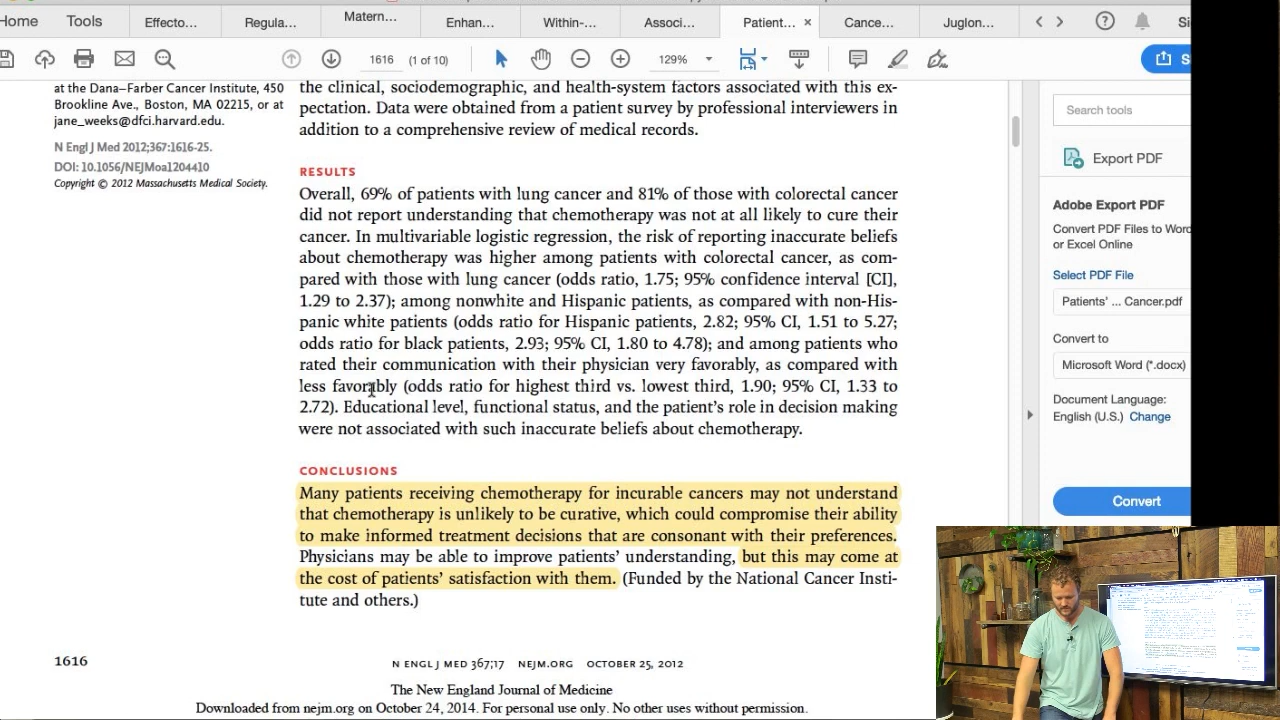 Home
Tools
Effecto...
Regula...
Matern...
Enhan...
Within-...
Associ...
Patient... ×
Cance...
Juglon...
1616 (1 of 10)
129%
at the Dana–Farber Cancer Institute, 450
Brookline Ave., Boston, MA 02215, or at
jane_weeks@dfci.harvard.edu.
N Engl J Med 2012;367:1616-25.
DOI: 10.1056/NEJMoa1204410
Copyright © 2012 Massachusetts Medical Society.
the clinical, sociodemographic, and health-system factors associated with this ex-
pectation. Data were obtained from a patient survey by professional interviewers in
addition to a comprehensive review of medical records.
RESULTS
Overall, 69% of patients with lung cancer and 81% of those with colorectal cancer
did not report understanding that chemotherapy was not at all likely to cure their
cancer. In multivariable logistic regression, the risk of reporting inaccurate beliefs
about chemotherapy was higher among patients with colorectal cancer, as com-
pared with those with lung cancer (odds ratio, 1.75; 95% confidence interval [CI],
1.29 to 2.37); among nonwhite and Hispanic patients, as compared with non-His-
panic white patients (odds ratio for Hispanic patients, 2.82; 95% CI, 1.51 to 5.27;
odds ratio for black patients, 2.93; 95% CI, 1.80 to 4.78); and among patients who
rated their communication with their physician very favorably, as compared with
less favorably (odds ratio for highest third vs. lowest third, 1.90; 95% CI, 1.33 to
2.72). Educational level, functional status, and the patient's role in decision making
were not associated with such inaccurate beliefs about chemotherapy.
CONCLUSIONS
Many patients receiving chemotherapy for incurable cancers may not understand
that chemotherapy is unlikely to be curative, which could compromise their ability
to make informed treatment decisions that are consonant with their preferences.
Physicians may be able to improve patients' understanding, but this may come at
the cost of patients' satisfaction with them. (Funded by the National Cancer Insti-
tute and others.)
1616
N ENGL J MED 367;17 NEJM.ORG OCTOBER 25, 2012
The New England Journal of Medicine
Downloaded from nejm.org on October 24, 2014. For personal use only. No other uses without permission.
Search tools
Export PDF
Adobe Export PDF
Convert PDF Files to Word
or Excel Online
Select PDF File
Patients' ... Cancer.pdf
Convert to
Microsoft Word (*.docx)
Document Language:
English (U.S.) Change
Convert